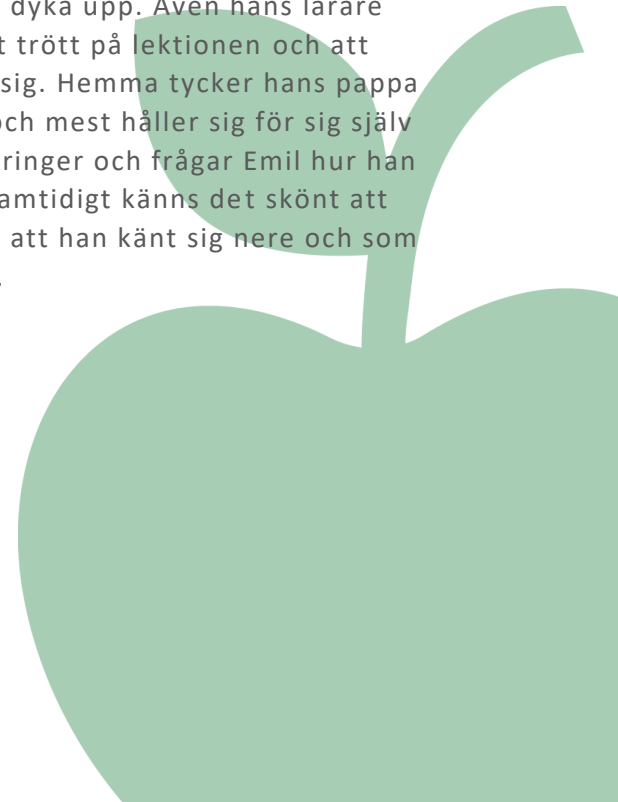 dyka upp. Även hans lärare
trött på lektionen och att
sig. Hemma tycker hans pappa
och mest håller sig för sig själv
ringer och frågar Emil hur han
amtidigt känns det skönt att
att han känt sig nere och som
.